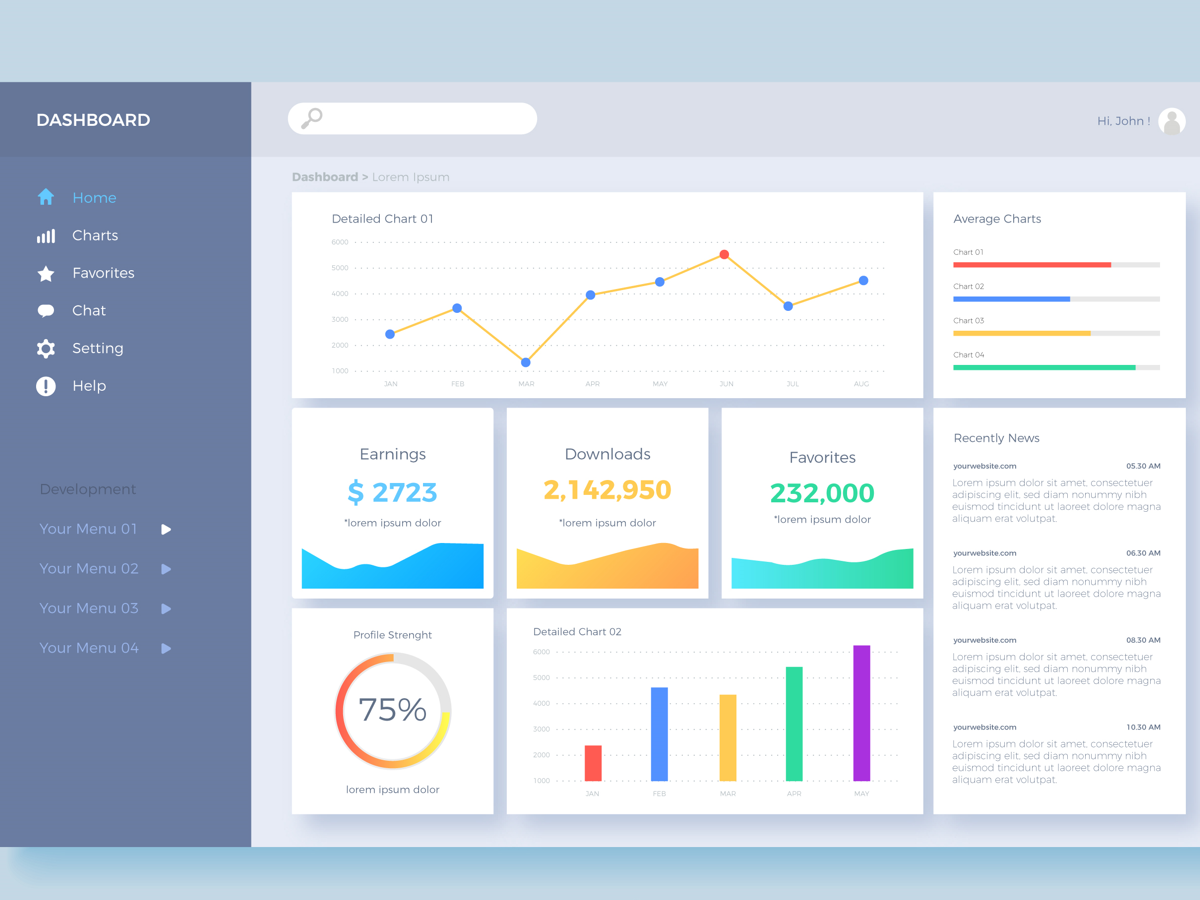 DASHBOARD
Hi, John !
Home
Charts
Favorites
Chat
Setting
Help
Development
Your Menu 01
Your Menu 02
Your Menu 03
Your Menu 04
Dashboard > Lorem Ipsum
Detailed Chart 01
6000
5000
4000
3000
2000
1000
JAN FEB MAR APR MAY JUN JUL AUG
Average Charts
Chart 01
Chart 02
Chart 03
Chart 04
Earnings
$ 2723
*lorem ipsum dolor
Downloads
2,142,950
*lorem ipsum dolor
Favorites
232,000
*lorem ipsum dolor
Recently News
yourwebsite.com 05.30 AM
Lorem ipsum dolor sit amet, consectetuer
adipiscing elit, sed diam nonummy nibh
euismod tincidunt ut laoreet dolore magna
aliquam erat volutpat.
yourwebsite.com 06.30 AM
Lorem ipsum dolor sit amet, consectetuer
adipiscing elit, sed diam nonummy nibh
euismod tincidunt ut laoreet dolore magna
aliquam erat volutpat.
yourwebsite.com 08.30 AM
Lorem ipsum dolor sit amet, consectetuer
adipiscing elit, sed diam nonummy nibh
euismod tincidunt ut laoreet dolore magna
aliquam erat volutpat.
yourwebsite.com 10.30 AM
Lorem ipsum dolor sit amet, consectetuer
adipiscing elit, sed diam nonummy nibh
euismod tincidunt ut laoreet dolore magna
aliquam erat volutpat.
Profile Strenght
75%
lorem ipsum dolor
Detailed Chart 02
6000
5000
4000
3000
2000
1000
JAN FEB MAR APR MAY